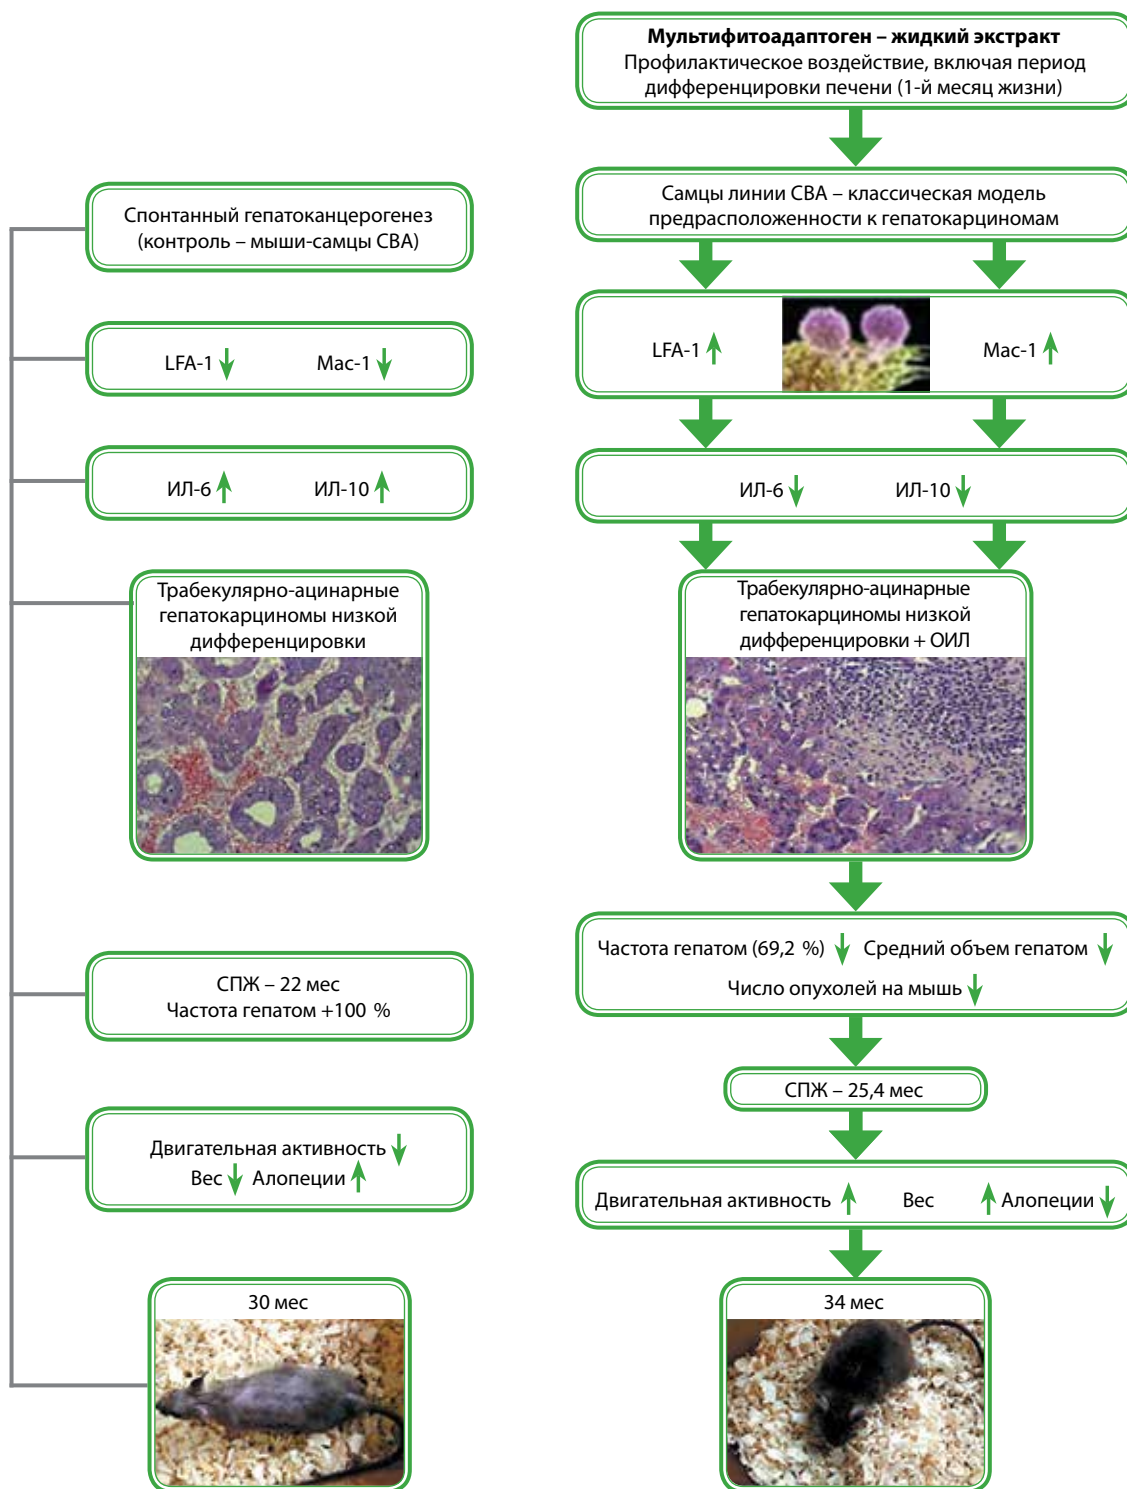 Мультифитоадаптоген – жидкий экстракт
Профилактическое воздействие, включая период
дифференцировки печени (1-й месяц жизни)
Самцы линии СВА – классическая модель
предрасположенности к гепатокарциномам
LFA-1
Mac-1
ИЛ-6
ИЛ-10
Трабекулярно-ацинарные
гепатокарциномы низкой
дифференцировки + ОИЛ
Частота гепатом (69,2 %)
Средний объем гепатом
Число опухолей на мышь
СПЖ – 25,4 мес
Двигательная активность
Вес
Алопеции
34 мес
Спонтанный гепатоканцерогенез
(контроль – мыши-самцы СВА)
LFA-1
Mac-1
ИЛ-6
ИЛ-10
Трабекулярно-ацинарные
гепатокарциномы низкой
дифференцировки
СПЖ – 22 мес
Частота гепатом +100 %
Двигательная активность
Вес
Алопеции
30 мес